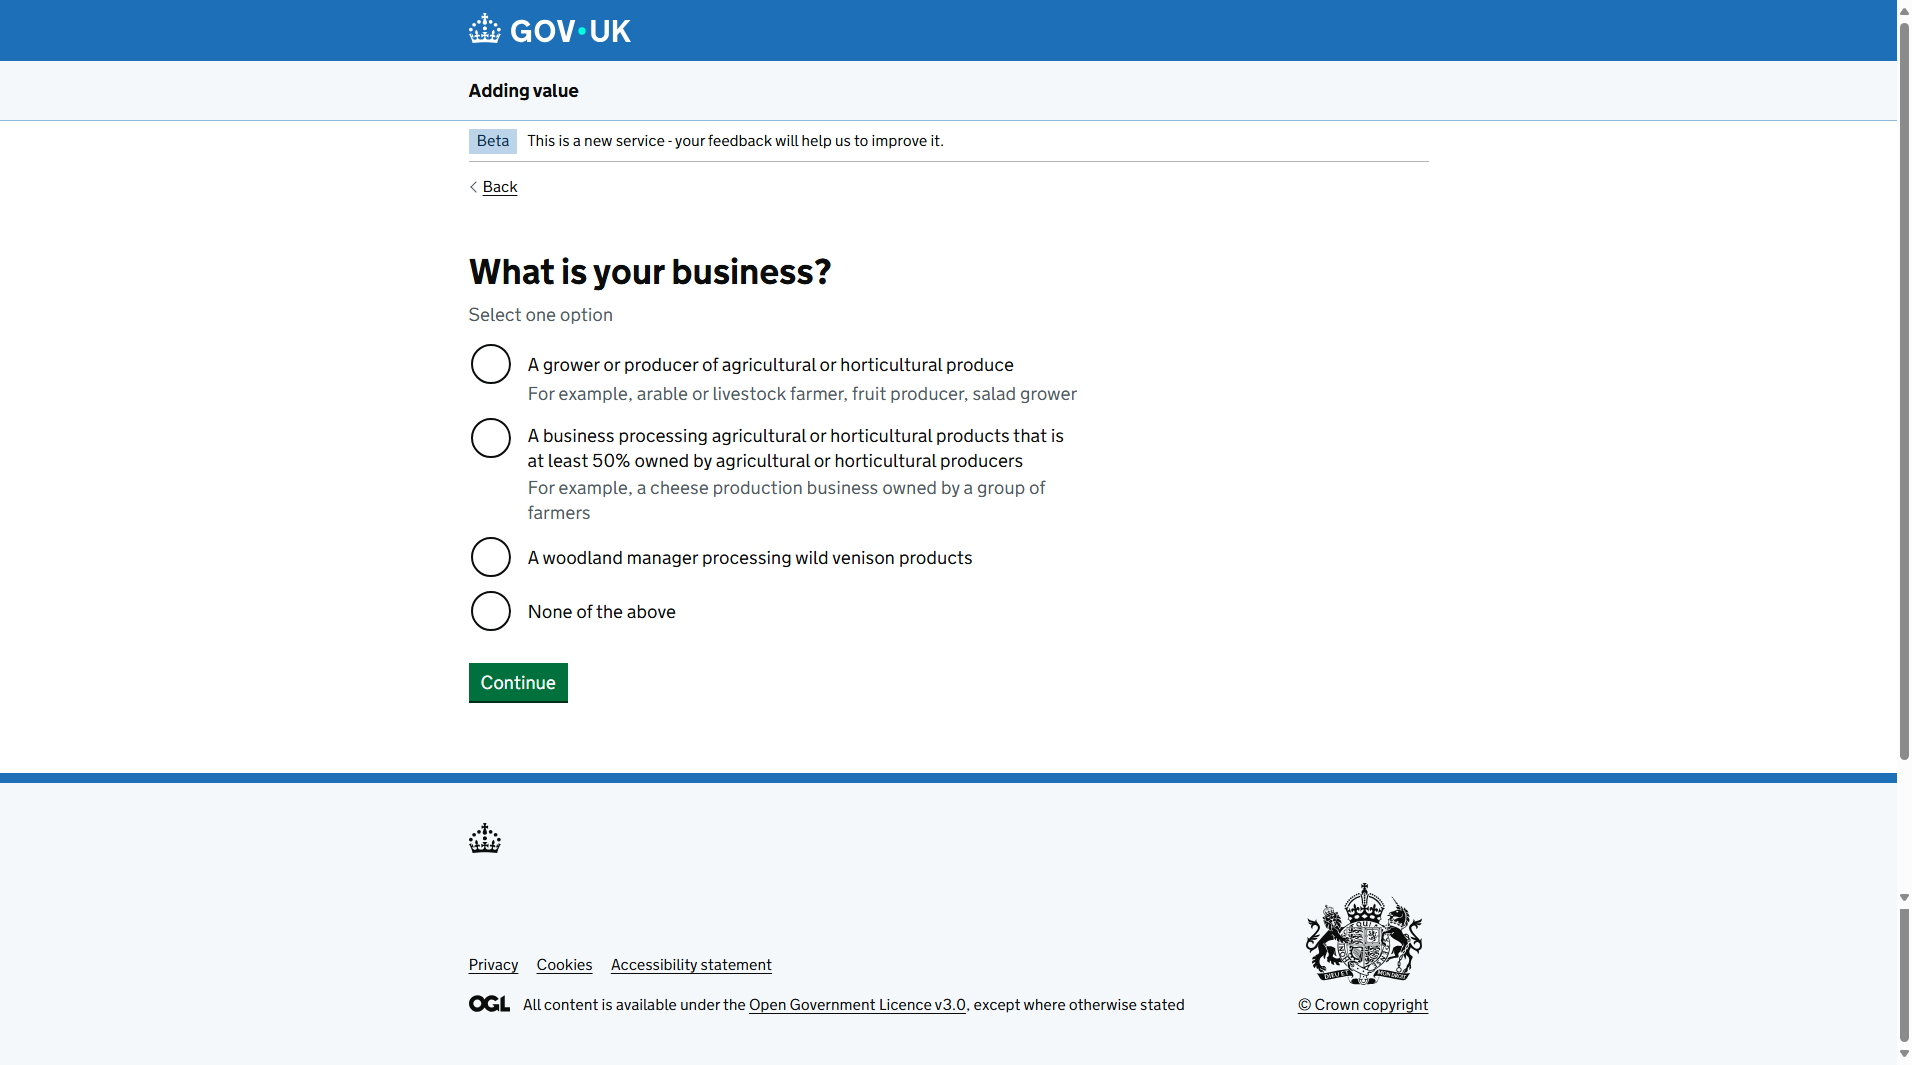 GOV.UK
Adding value
Beta This is a new service - your feedback will help us to improve it.
Back
What is your business?
Select one option
A grower or producer of agricultural or horticultural produce
For example, arable or livestock farmer, fruit producer, salad grower
A business processing agricultural or horticultural products that is
at least 50% owned by agricultural or horticultural producers
For example, a cheese production business owned by a group of
farmers
A woodland manager processing wild venison products
None of the above
Continue
Privacy Cookies Accessibility statement
OGL All content is available under the Open Government Licence v3.0, except where otherwise stated
© Crown copyright